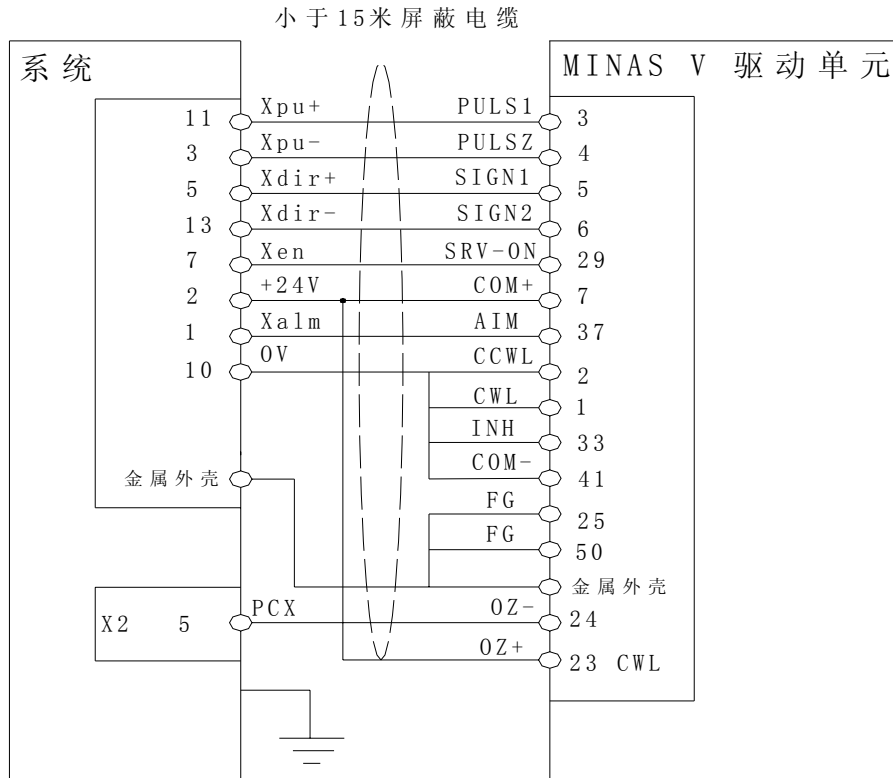 小于15米屏蔽电缆
系统
MINAS V 驱动单元
11 Xpu+ PULS1 3
3 Xpu- PULSZ 4
5 Xdir+ SIGN1 5
13 Xdir- SIGN2 6
7 Xen SRV-ON 29
2 +24V COM+ 7
1 Xalm AIM 37
10 0V CCWL 2
CWL 1
INH 33
COM- 41
金属外壳
FG 25
FG 50
金属外壳
X2 5 PCX OZ- 24
OZ+ 23 CWL